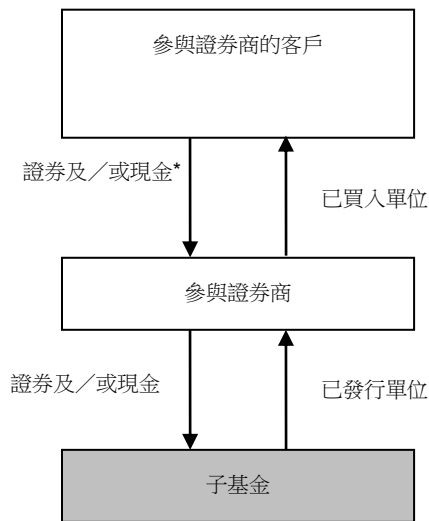 參與證券商的客戶
證券及／或現金*
已買入單位
參與證券商
證券及／或現金
已發行單位
子基金